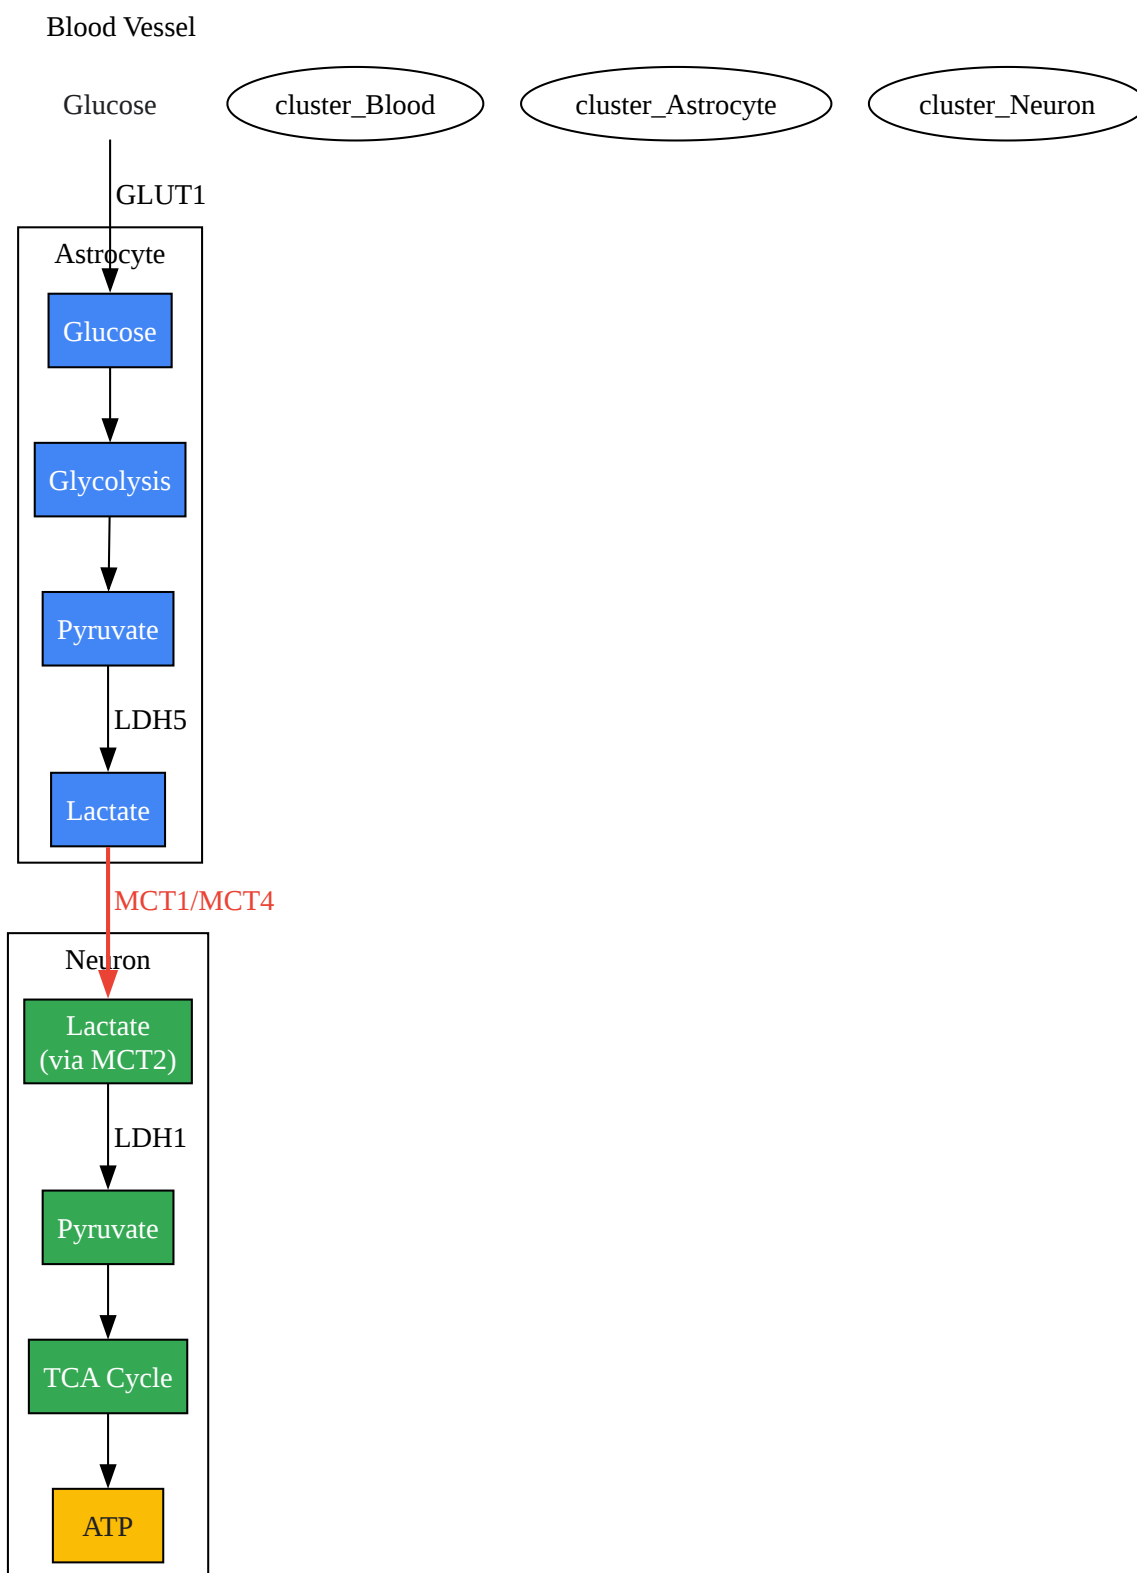 Blood Vessel
Glucose
cluster_Blood
cluster_Astrocyte
cluster_Neuron
GLUT1
Astrocyte
Glucose
Glycolysis
Pyruvate
LDH5
Lactate
MCT1/MCT4
Neuron
Lactate
(via MCT2)
LDH1
Pyruvate
TCA Cycle
ATP